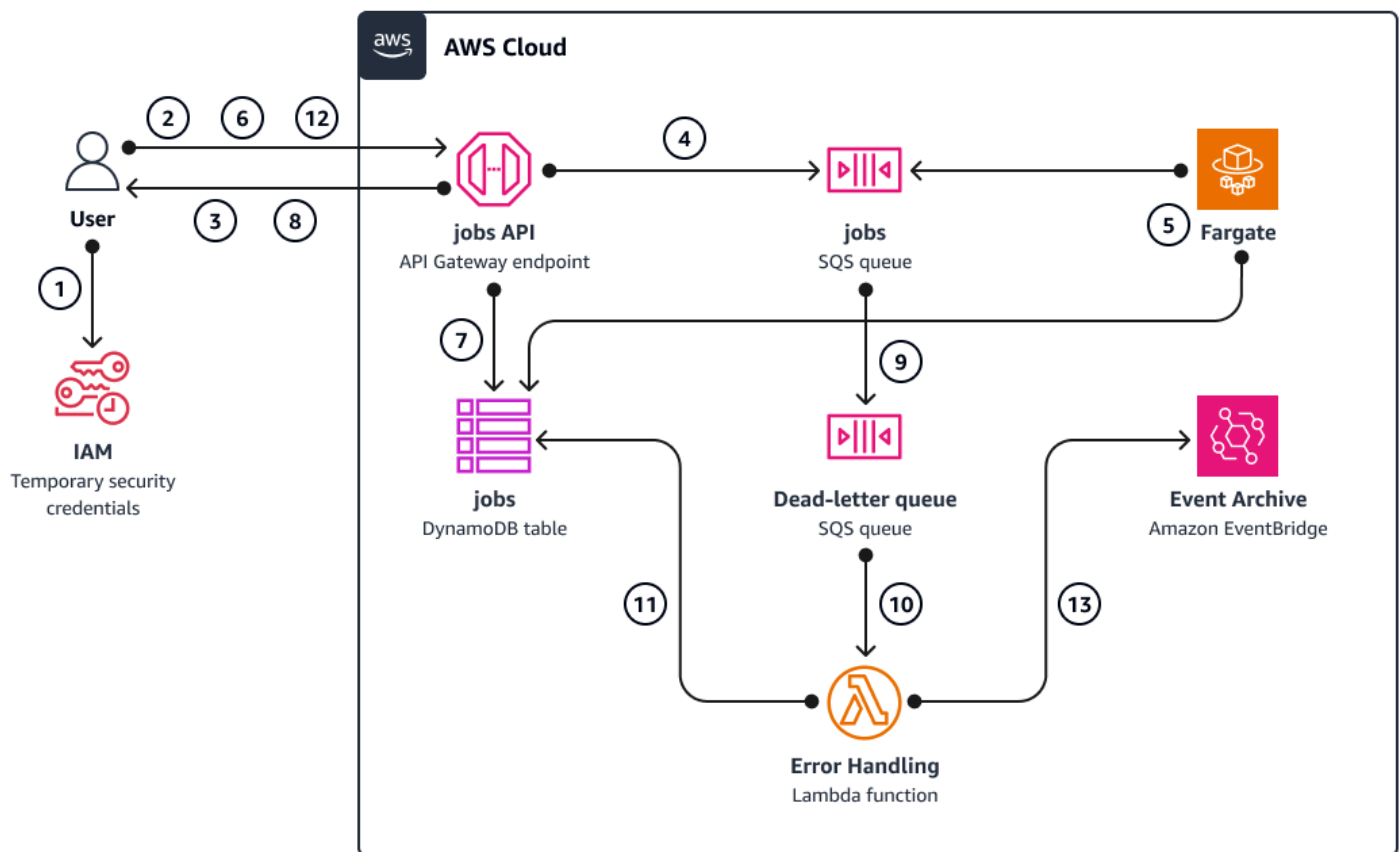 aws
AWS Cloud
2 6 12
4
User
3 8
jobs API
API Gateway endpoint
jobs
SQS queue
5
Fargate
1
7
9
IAM
Temporary security
credentials
jobs
DynamoDB table
Dead-letter queue
SQS queue
Event Archive
Amazon EventBridge
11
10
13
Error Handling
Lambda function